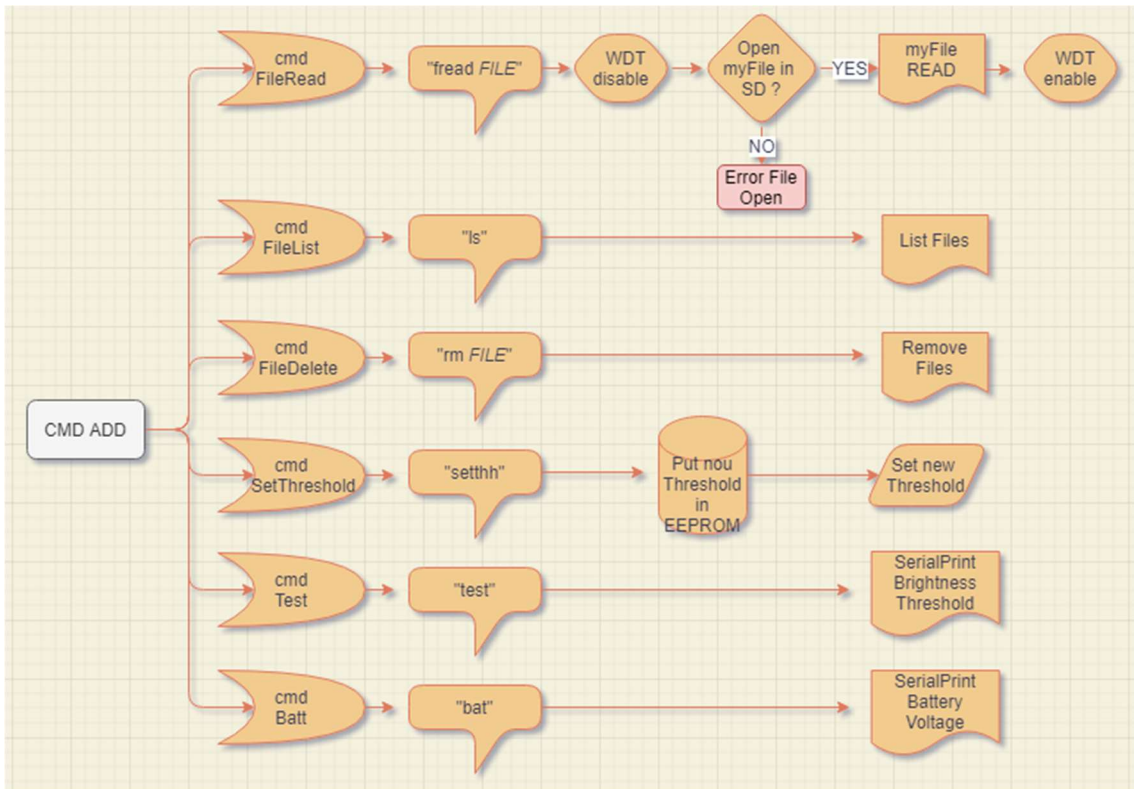 cmd
FileRead
"fread FILE"
WDT
disable
Open
myFile in
SD ?
YES
myFile
READ
WDT
enable
NO
Error File
Open
cmd
FileList
"ls"
List Files
cmd
FileDelete
"rm FILE"
Remove
Files
CMD ADD
cmd
SetThreshold
"setthh"
Put nou
Threshold
in
EEPROM
Set new
Threshold
cmd
Test
"test"
SerialPrint
Brightness
Threshold
cmd
Batt
"bat"
SerialPrint
Battery
Voltage